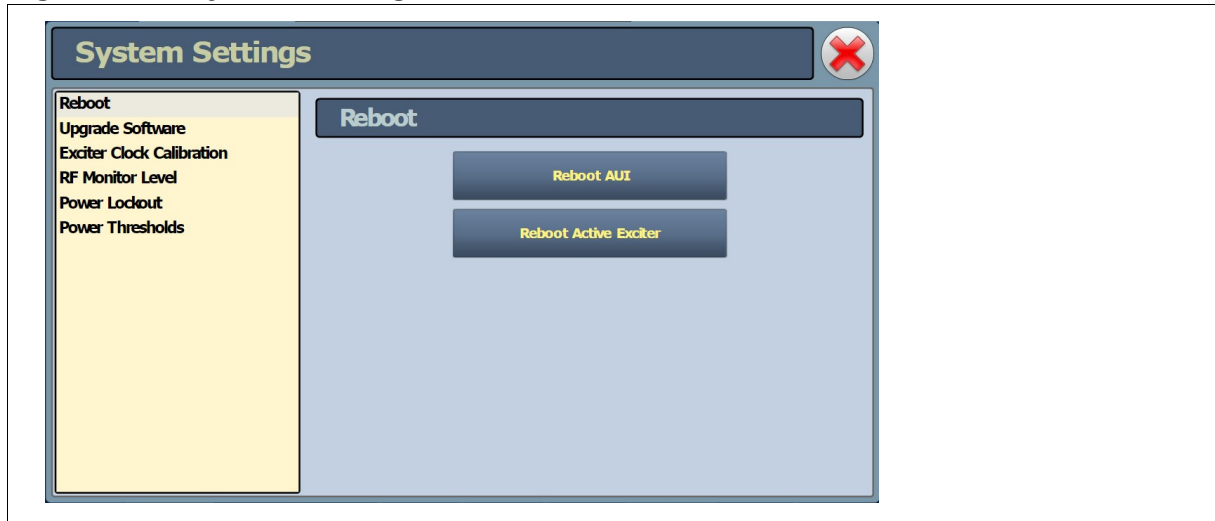 System Settings
Reboot
Upgrade Software
Exciter Clock Calibration
RF Monitor Level
Power Lockout
Power Thresholds
Reboot
Reboot AUI
Reboot Active Exciter